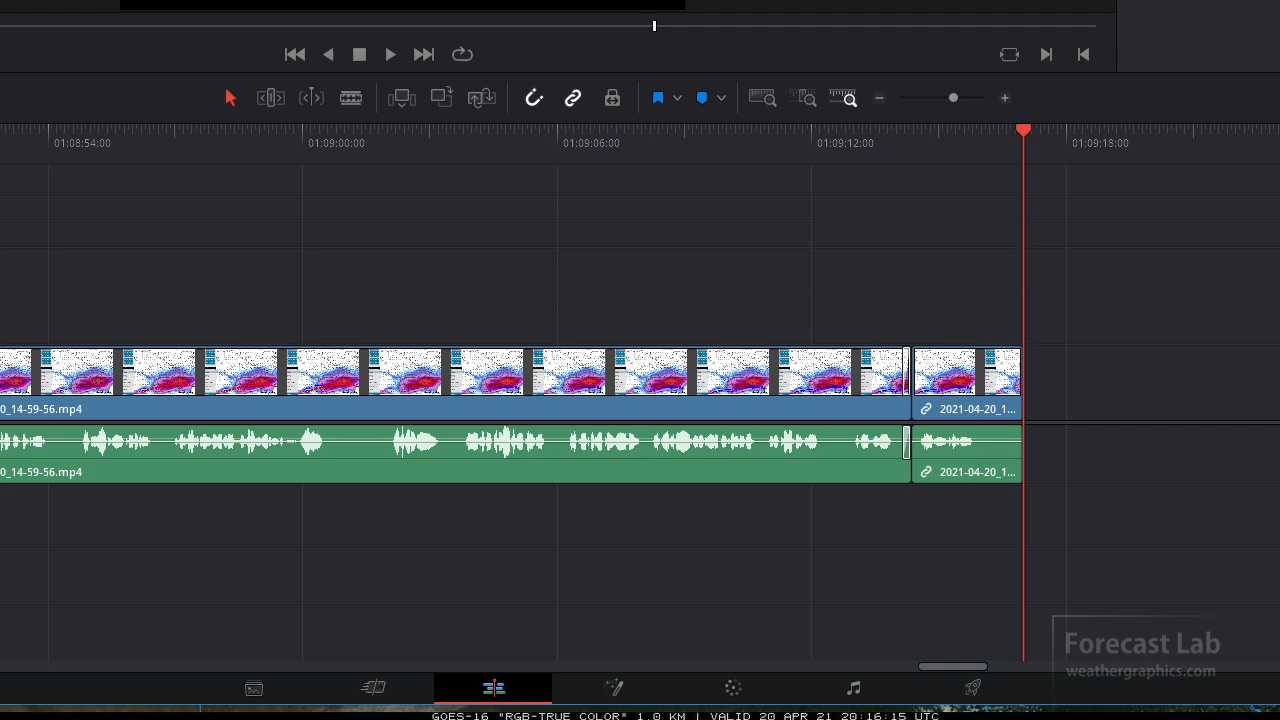 01:08:54:00 01:09:00:00 01:09:06:00 01:09:12:00 01:09:18:00
0_14-59-56.mp4 2021-04-20_1...
0_14-59-56.mp4 2021-04-20_1...
Forecast Lab
weathergraphics.com
GOES-16 "RGB-TRUE COLOR" 1.0 KM | VALID 20 APR 21 20:16:15 UTC